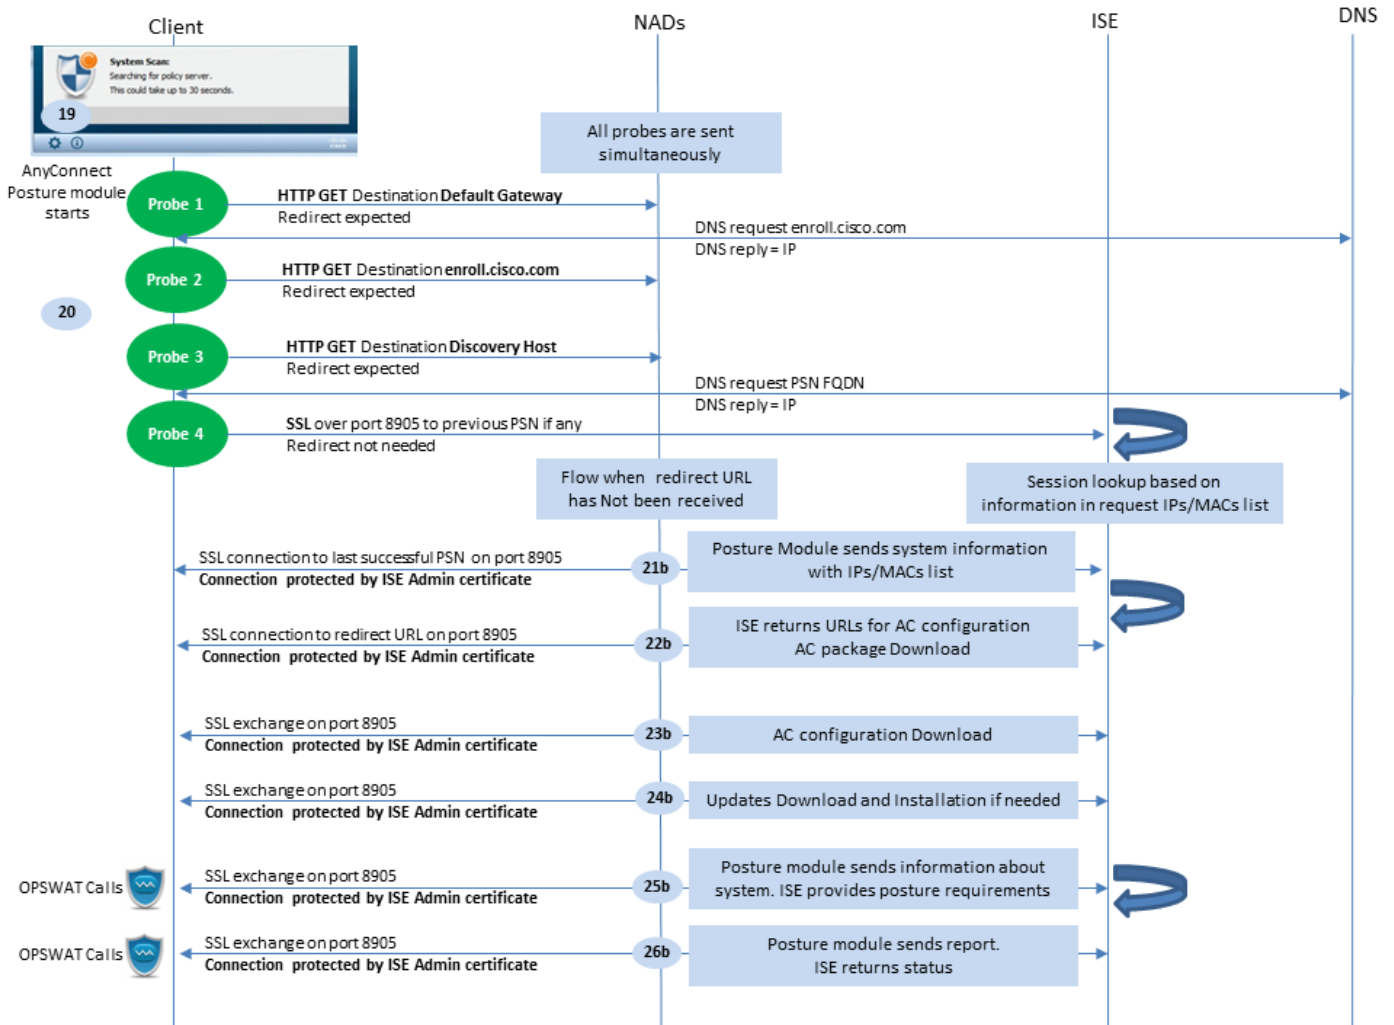 Client
NADs
ISE
DNS
System Scan:
Searching for policy server.
This could take up to 30 seconds.
19
All probes are sent
simultaneously
AnyConnect
Posture module
starts
Probe 1
HTTP GET Destination Default Gateway
Redirect expected
DNS request enroll.cisco.com
DNS reply = IP
Probe 2
HTTP GET Destination enroll.cisco.com
Redirect expected
20
Probe 3
HTTP GET Destination Discovery Host
Redirect expected
DNS request PSN FQDN
DNS reply = IP
Probe 4
SSL over port 8905 to previous PSN if any
Redirect not needed
Flow when redirect URL
has Not been received
Session lookup based on
information in request IPs/MACs list
SSL connection to last successful PSN on port 8905
Connection protected by ISE Admin certificate
21b
Posture Module sends system information
with IPs/MACs list
SSL connection to redirect URL on port 8905
Connection protected by ISE Admin certificate
22b
ISE returns URLs for AC configuration
AC package Download
SSL exchange on port 8905
Connection protected by ISE Admin certificate
23b
AC configuration Download
SSL exchange on port 8905
Connection protected by ISE Admin certificate
24b
Updates Download and Installation if needed
OPSWAT Calls
SSL exchange on port 8905
Connection protected by ISE Admin certificate
25b
Posture module sends information about
system. ISE provides posture requirements
OPSWAT Calls
SSL exchange on port 8905
Connection protected by ISE Admin certificate
26b
Posture module sends report.
ISE returns status